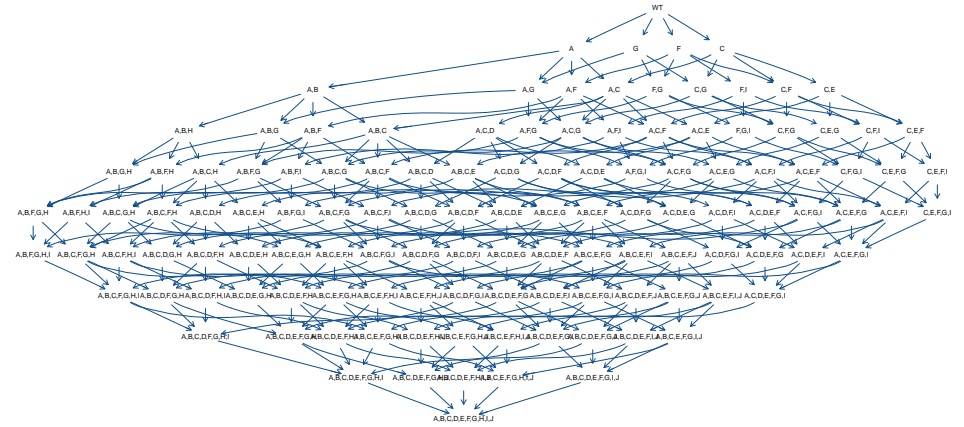 WT
A G F C
A,B A,G A,F A,C F,G C,G F,I C,F C,E
A,B,H A,B,G A,B,F A,B,C A,C,D A,F,G A,C,G A,F,I A,C,F A,C,E F,G,I C,F,G C,E,G C,F,I C,E,F
A,B,G,H A,B,F,H A,B,C,H A,B,F,G A,B,F,I A,B,C,G A,B,C,F A,B,C,D A,B,C,E A,C,D,G A,C,D,F A,C,D,E A,F,G,I A,C,F,G A,C,E,G A,C,F,I A,C,E,F C,F,G,I C,E,F,G C,E,F,I
A,B,F,G,H A,B,F,H,I A,B,C,G,H A,B,C,F,H A,B,C,D,H A,B,C,E,H A,B,F,G,I A,B,C,F,G A,B,C,F,I A,B,C,D,G A,B,C,D,F A,B,C,D,E A,B,C,E,G A,B,C,E,F A,C,D,F,G A,C,D,E,G A,C,D,F,I A,C,D,E,F A,C,F,G,I A,C,E,F,G A,C,E,F,I C,E,F,G,I
A,B,F,G,H,I A,B,C,F,G,H A,B,C,F,H,I A,B,C,D,G,H A,B,C,D,F,H A,B,C,D,E,H A,B,C,E,G,H A,B,C,E,F,H A,B,C,F,G,I A,B,C,D,F,G A,B,C,D,F,I A,B,C,D,E,G A,B,C,D,E,F A,B,C,E,F,G A,B,C,E,F,I A,B,C,E,F,J A,C,D,F,G,I A,C,D,E,F,G A,C,D,E,F,I A,C,E,F,G,I
A,B,C,F,G,H,I A,B,C,D,F,G,H A,B,C,D,F,H,I A,B,C,D,E,G,H A,B,C,D,E,F,H A,B,C,E,F,G,H A,B,C,E,F,H,I A,B,C,E,F,H,J A,B,C,D,F,G,I A,B,C,D,E,F,G A,B,C,D,E,F,I A,B,C,E,F,G,I A,B,C,D,E,F,J A,B,C,E,F,G,J A,B,C,E,F,I,J A,C,D,E,F,G,I
A,B,C,D,F,G,H,I A,B,C,D,E,F,G,H A,B,C,D,E,F,H,I A,B,C,E,F,G,H,I A,B,C,D,E,F,H,J A,B,C,E,F,G,H,J A,B,C,E,F,H,I,J A,B,C,D,E,F,G,I A,B,C,D,E,F,G,J A,B,C,D,E,F,I,J A,B,C,E,F,G,I,J
A,B,C,D,E,F,G,H,I A,B,C,D,E,F,G,H,J A,B,C,D,E,F,H,I,J A,B,C,E,F,G,H,I,J A,B,C,D,E,F,G,I,J
A,B,C,D,E,F,G,H,I,J